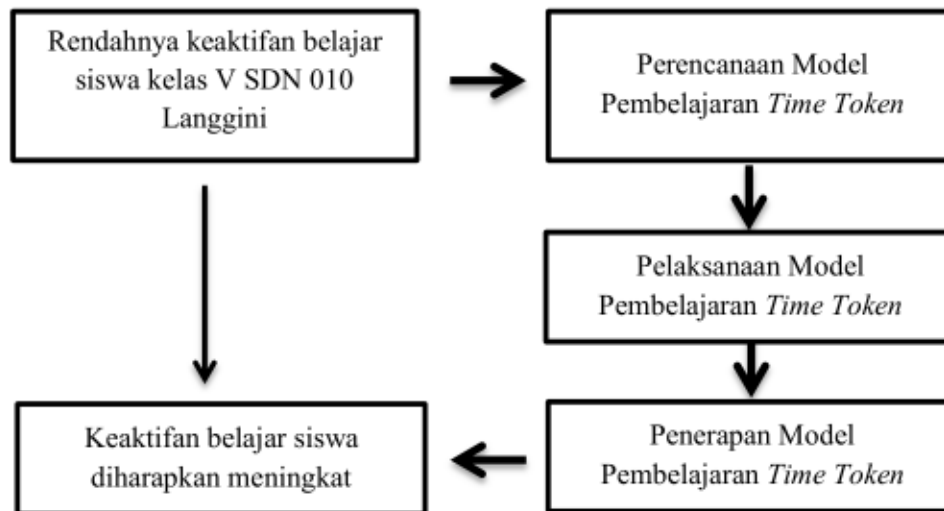 Rendahnya keaktifan belajar
siswa kelas V SDN 010
Langgini
Perencanaan Model
Pembelajaran Time Token
Pelaksanaan Model
Pembelajaran Time Token
Penerapan Model
Pembelajaran Time Token
Keaktifan belajar siswa
diharapkan meningkat